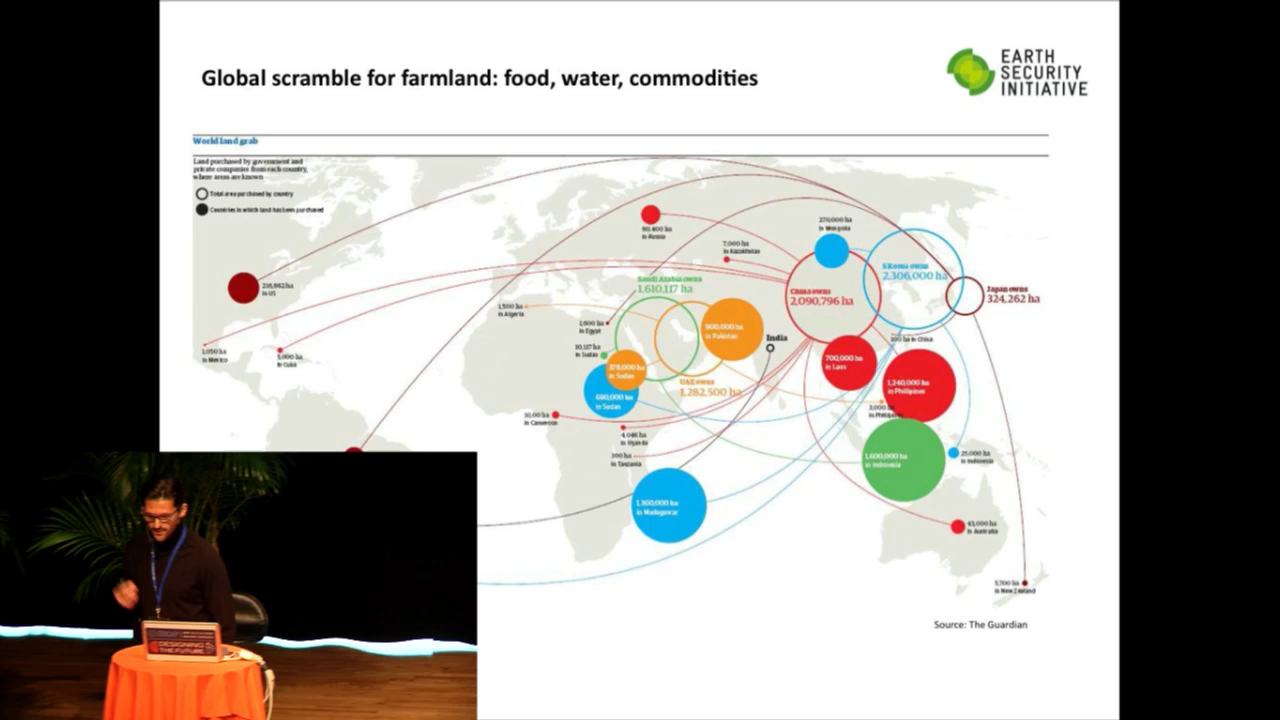 Global scramble for farmland: food, water, commodities
EARTH
SECURITY
INITIATIVE
World land grab
Land purchased by government and
private companies from each country,
where areas are known
Total area purchased by country
Countries in which land has been purchased
236,662 ha
in US
1,050 ha
in Mexico
5,000 ha
in Cuba
80,400 ha
in Russia
7,000 ha
in Kazakhstan
270,000 ha
in Mongolia
S Korea owns
2,306,000 ha
China owns
2,090,796 ha
Japan owns
324,262 ha
Saudi Arabia owns
1,610,117 ha
1,500 ha
in Algeria
1,600 ha
in Egypt
10,117 ha
in Sudan
378,000 ha
in Sudan
690,000 ha
in Sudan
900,000 ha
in Pakistan
India
UAE owns
1,282,500 ha
100 ha in China
700,000 ha
in Laos
1,240,000 ha
in Philippines
3,000 ha
in Philippines
10,00 ha
in Cameroon
4,046 ha
in Uganda
300 ha
in Tanzania
1,600,000 ha
in Indonesia
25,000 ha
in Indonesia
1,300,000 ha
in Madagascar
43,000 ha
in Australia
5,700 ha
in New Zealand
Source: The Guardian
DESIGNING
THE FUTURE